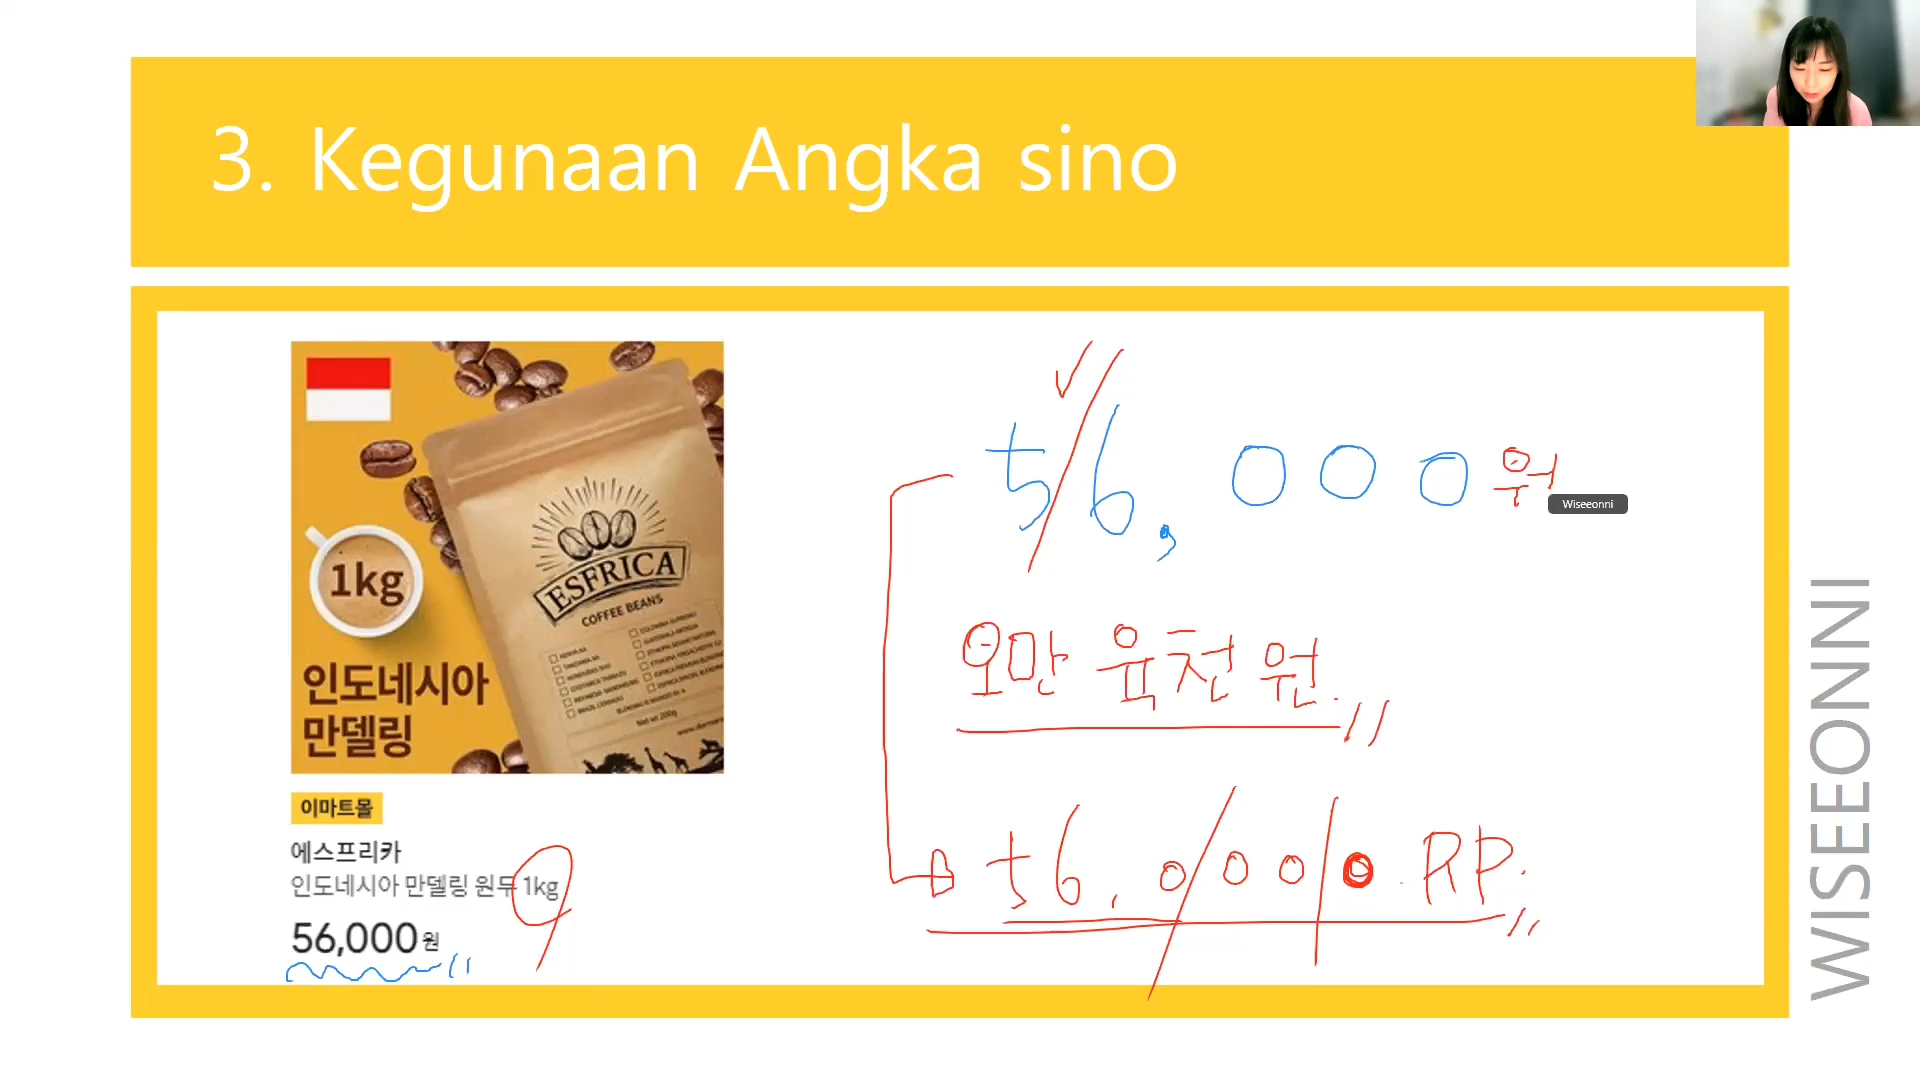 3. Kegunaan Angka sino
56,000원
Wiseeonni
오만 육천 원.
56.0000.RP.
ESFRICA
COFFEE BEANS
1kg
인도네시아
만델링
이마트몰
에스프리카
인도네시아 만델링 원두 1kg
56,000원
WISEEONNI